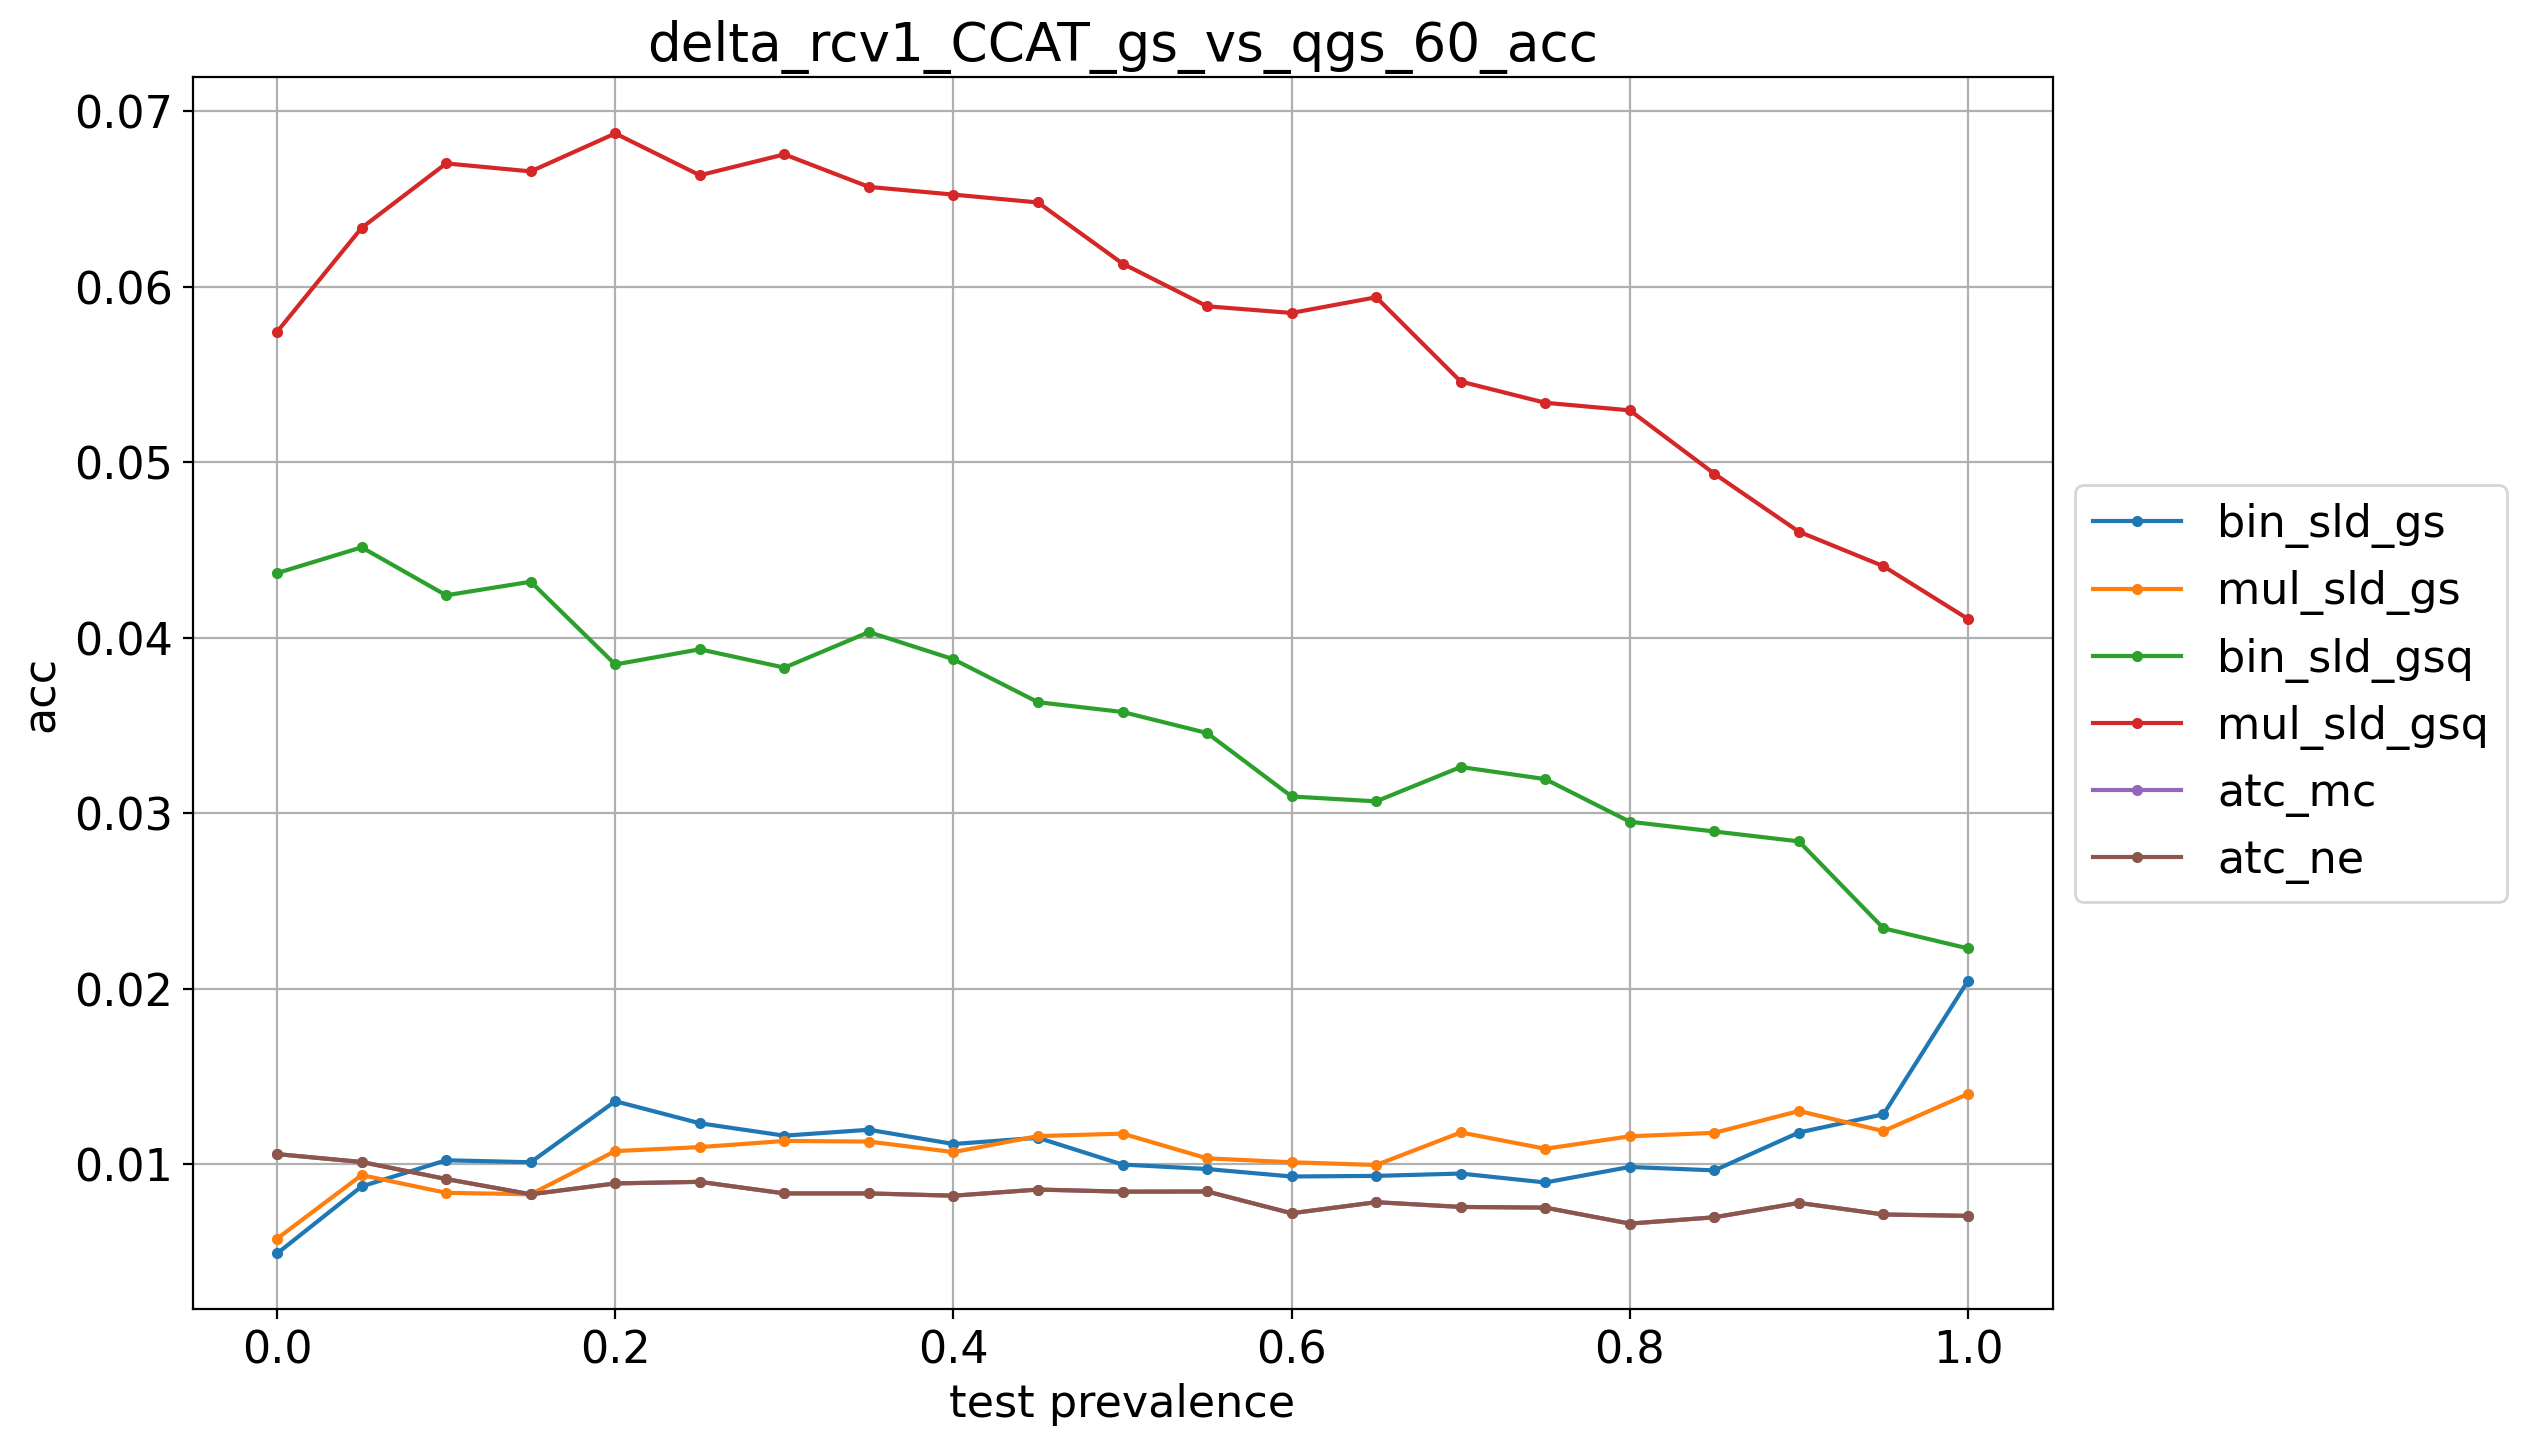 delta_rcv1_CCAT_gs_vs_qgs_60_acc
0.07
0.06
0.05
0.04
0.03
0.02
0.01
acc
0.0 0.2 0.4 0.6 0.8 1.0
test prevalence
bin_sld_gs
mul_sld_gs
bin_sld_gsq
mul_sld_gsq
atc_mc
atc_ne